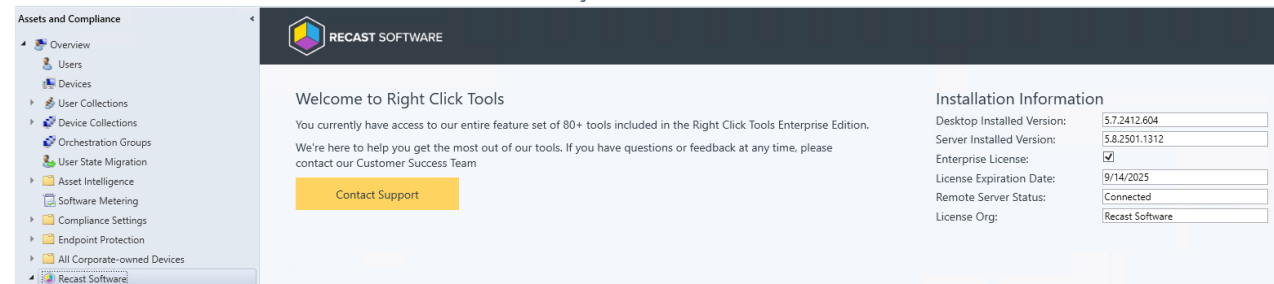 Assets and Compliance
Overview
Users
Devices
User Collections
Device Collections
Orchestration Groups
User State Migration
Asset Intelligence
Software Metering
Compliance Settings
Endpoint Protection
All Corporate-owned Devices
Recast Software
RECAST SOFTWARE
Welcome to Right Click Tools
You currently have access to our entire feature set of 80+ tools included in the Right Click Tools Enterprise Edition.
We're here to help you get the most out of our tools. If you have questions or feedback at any time, please
contact our Customer Success Team
Contact Support
Installation Information
Desktop Installed Version: 5.7.2412.604
Server Installed Version: 5.8.2501.1312
Enterprise License:
License Expiration Date: 9/14/2025
Remote Server Status: Connected
License Org: Recast Software